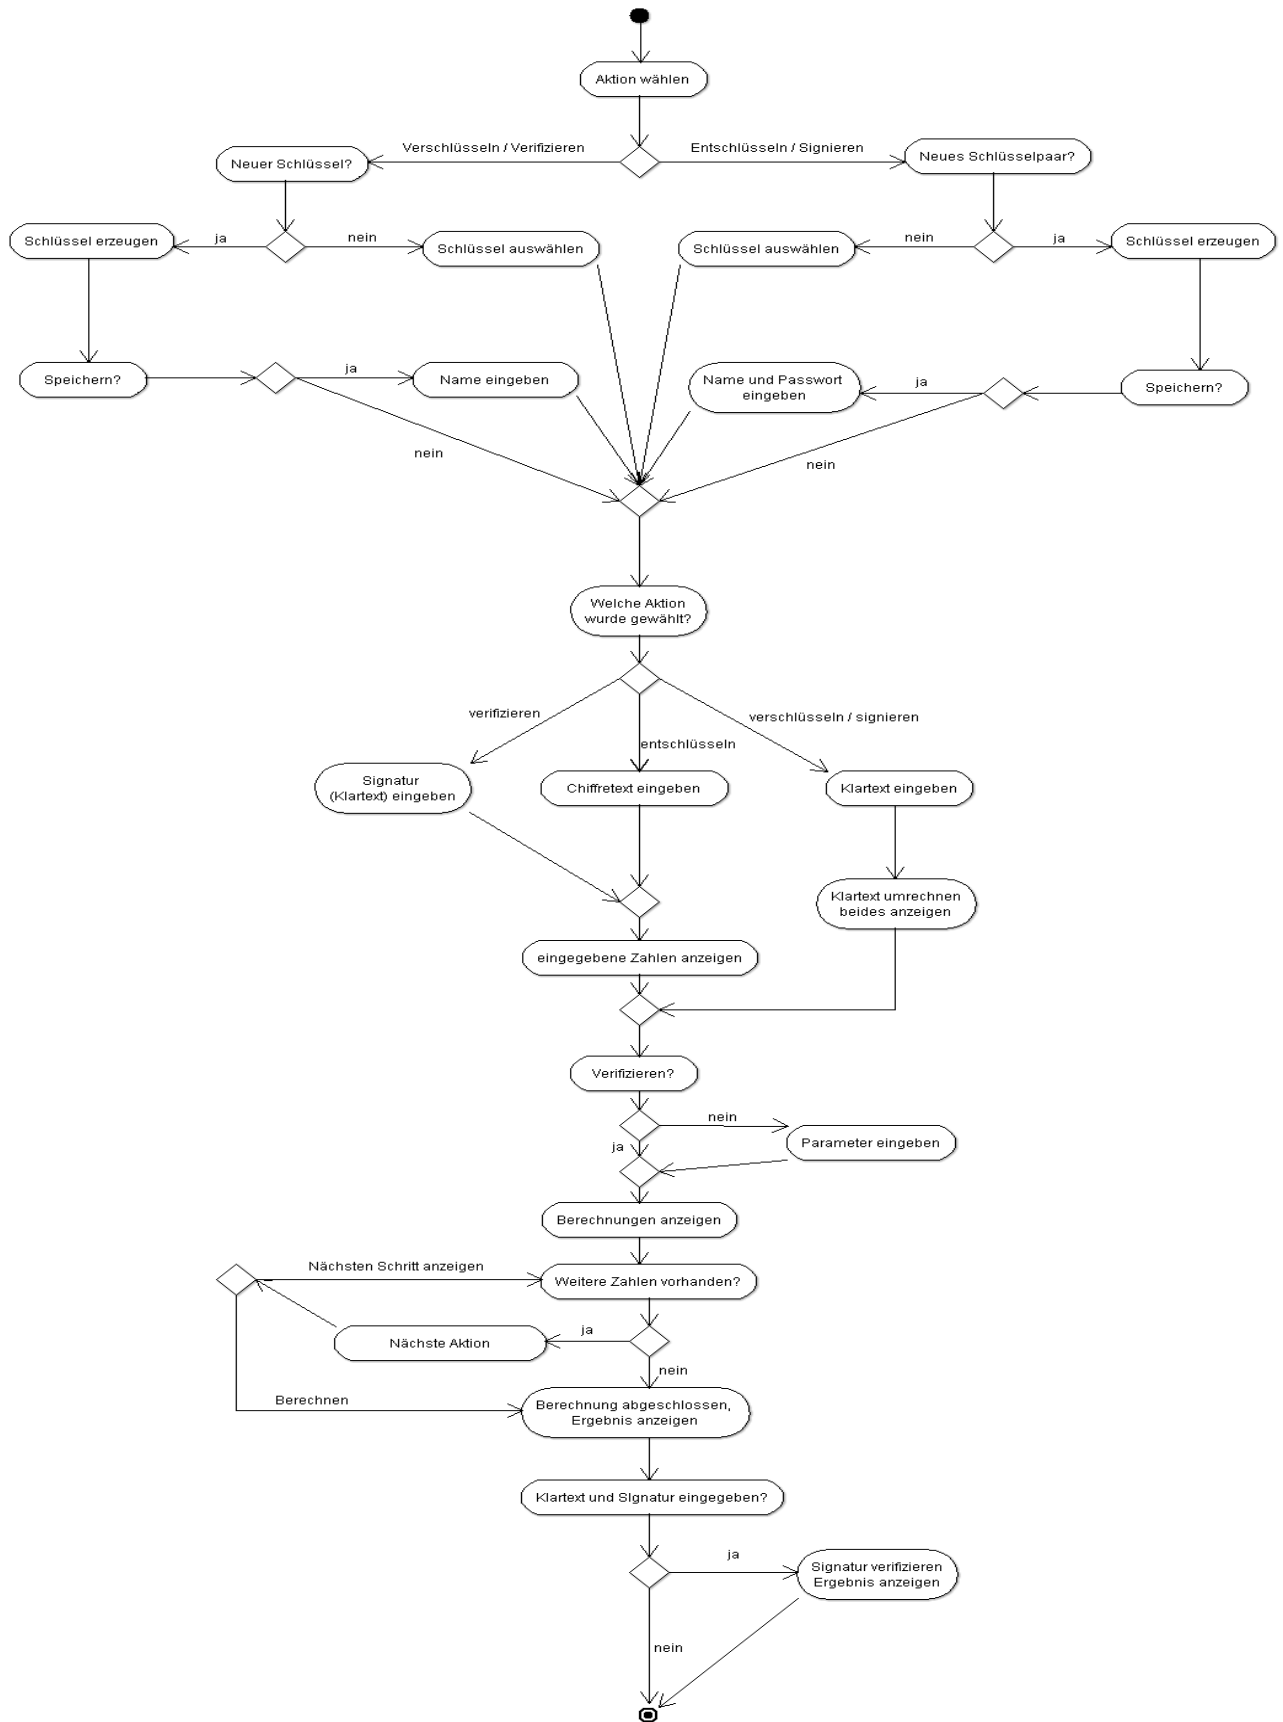 Aktion wählen
Verschlüsseln / Verifizieren
Entschlüsseln / Signieren
Neuer Schlüssel?
Neues Schlüsselpaar?
Schlüssel erzeugen
ja
nein
Schlüssel auswählen
Schlüssel auswählen
nein
ja
Schlüssel erzeugen
Speichern?
ja
Name eingeben
Name und Passwort
eingeben
ja
Speichern?
nein
nein
Welche Aktion
wurde gewählt?
verifizieren
entschlüsseln
verschlüsseln / signieren
Signatur
(Klartext) eingeben
Chiffretext eingeben
Klartext eingeben
Klartext umrechnen
beides anzeigen
eingegebene Zahlen anzeigen
Verifizieren?
nein
ja
Parameter eingeben
Berechnungen anzeigen
Nächsten Schritt anzeigen
Weitere Zahlen vorhanden?
Nächste Aktion
ja
nein
Berechnen
Berechnung abgeschlossen,
Ergebnis anzeigen
Klartext und SIgnatur eingegeben?
ja
Signatur verifizieren
Ergebnis anzeigen
nein